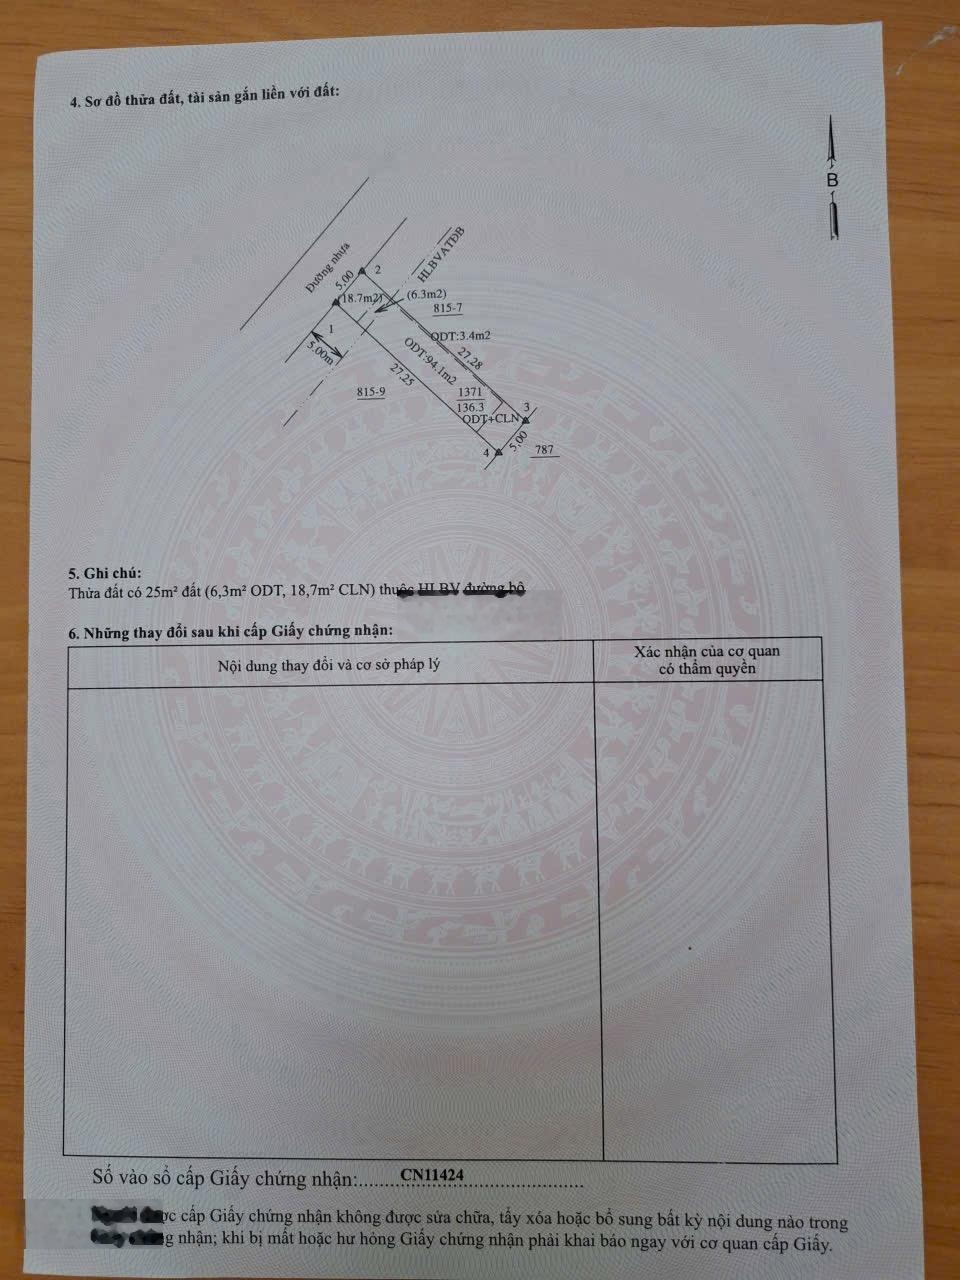 4. Sơ đồ thửa đất, tài sản gắn liền với đất:
B
Đường nhựa
HLBVATĐB
5,00
2
(18.7m2)
(6.3m2)
815-7
1
5.00m
ODT:3.4m2
ODT:94.1m2
27,28
27,25
815-9
1371
136.3
ODT+CLN
3
5,00
4
787
5. Ghi chú:
Thửa đất có 25m² đất (6,3m² ODT, 18,7m² CLN) thuộc HLBV đường bộ
6. Những thay đổi sau khi cấp Giấy chứng nhận:
Nội dung thay đổi và cơ sở pháp lý
Xác nhận của cơ quan
có thẩm quyền
Số vào sổ cấp Giấy chứng nhận:..... CN11424
Người được cấp Giấy chứng nhận không được sửa chữa, tẩy xóa hoặc bổ sung bất kỳ nội dung nào trong
Giấy chứng nhận; khi bị mất hoặc hư hỏng Giấy chứng nhận phải khai báo ngay với cơ quan cấp Giấy.